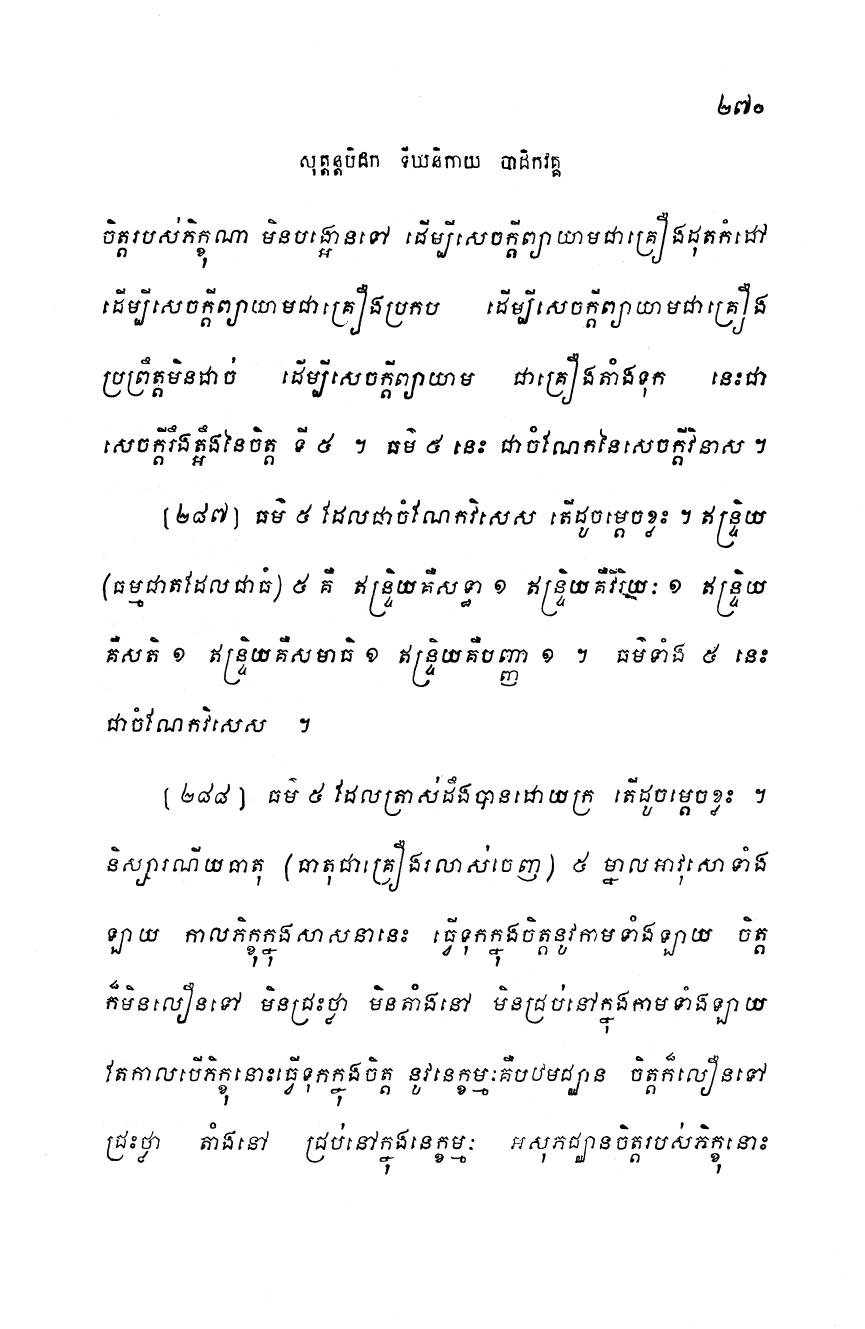 ២៧០
សុត្តន្តបិដក ទីឃនិកាយ បាដិកវគ្គ
ចិត្តរបស់ភិក្ខុណា មិនបង្អោនទៅ ដើម្បីសេចក្តីព្យាយាមជាគ្រឿងដុតកំដៅ
ដើម្បីសេចក្តីព្យាយាមជាគ្រឿងប្រកប ដើម្បីសេចក្តីព្យាយាមជាគ្រឿង
ប្រព្រឹត្តមិនដាច់ ដើម្បីសេចក្តីព្យាយាម ជាគ្រឿងតាំងទុក នេះជា
សេចក្តីរឹងត្អឹងនៃចិត្ត ទី ៥ ។ ធម៌ ៥ នេះ ជាចំណែកនៃសេចក្តីវិនាស ។
(២៨៧) ធម៌ ៥ ដែលជាចំណែកវិសេស តើដូចម្តេចខ្លះ ។ ឥន្ទ្រិយ
(ធម្មជាតដែលជាធំ) ៥ គឺ ឥន្ទ្រិយគឺសទ្ធា ១ ឥន្ទ្រិយគឺវីរិយៈ ១ ឥន្ទ្រិយ
គឺសតិ ១ ឥន្ទ្រិយគឺសមាធិ ១ ឥន្ទ្រិយគឺបញ្ញា ១ ។ ធម៌ទាំង ៥ នេះ
ជាចំណែកវិសេស ។
(២៨៨) ធម៌ ៥ ដែលត្រាស់ដឹងបានដោយក្រ តើដូចម្តេចខ្លះ ។
និស្សារណីយធាតុ (ធាតុជាគ្រឿងរលាស់ចេញ) ៥ ម្នាលអាវុសោទាំង
ឡាយ កាលភិក្ខុក្នុងសាសនានេះ ធ្វើទុកក្នុងចិត្តនូវកាមទាំងឡាយ ចិត្ត
ក៏មិនលឿនទៅ មិនជ្រះថ្លា មិនតាំងនៅ មិនជ្រប់នៅក្នុងកាមទាំងឡាយ
តែកាលបើភិក្ខុនោះធ្វើទុកក្នុងចិត្ត នូវនេក្ខម្មៈគឺបឋមជ្ឈាន ចិត្តក៏លឿនទៅ
ជ្រះថ្លា តាំងនៅ ជ្រប់នៅក្នុងនេក្ខម្មៈ អសុភជ្ឈានចិត្តរបស់ភិក្ខុនោះ